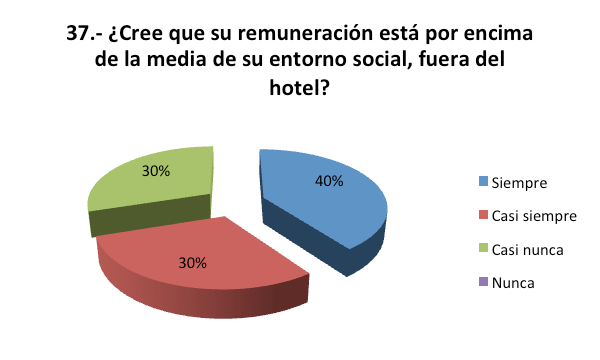 37.- ¿Cree que su remuneración está por encima
de la media de su entorno social, fuera del
hotel?
30%
40%
30%
Siempre
Casi siempre
Casi nunca
Nunca